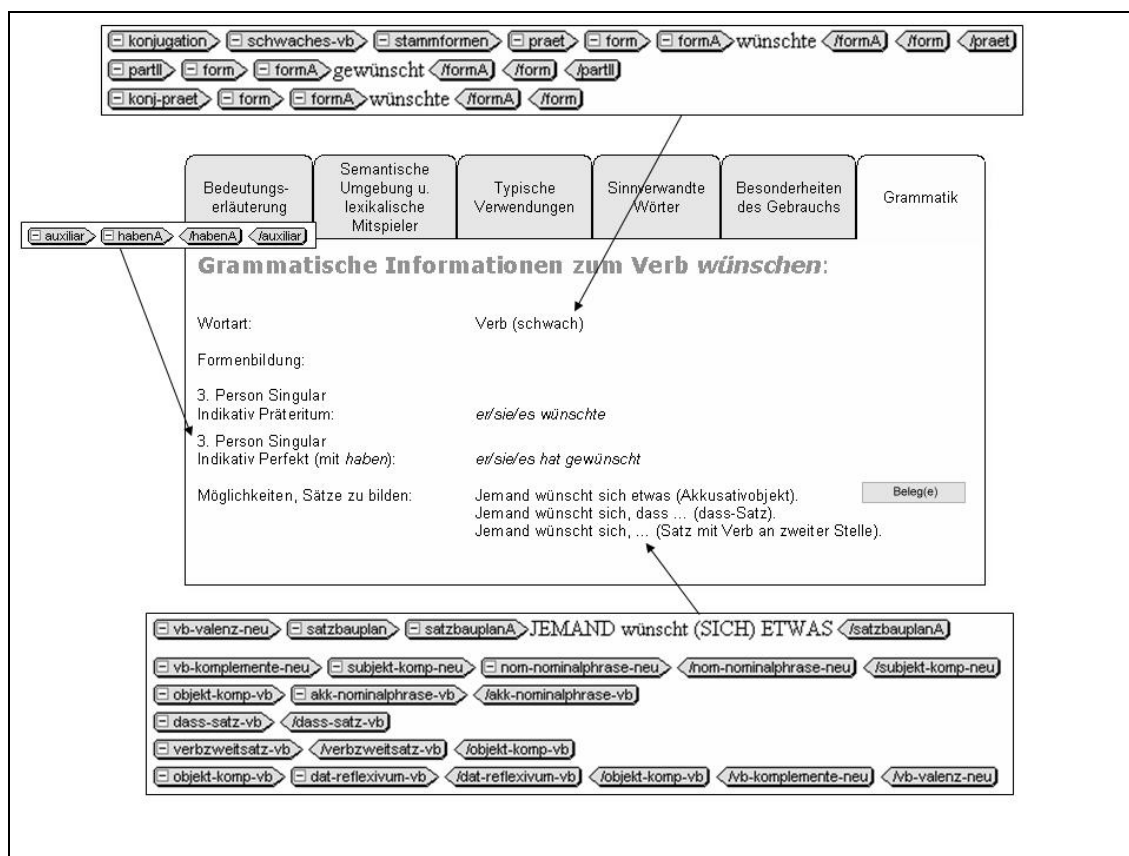 konjugation schwaches-vb stammformen praet form formA wünschte /formA /form /praet
partII form formA gewünscht /formA /form /partII
konj-praet form formA wünschte /formA /form
Bedeutungs-
erläuterung
Semantische
Umgebung u.
lexikalische
Mitspieler
Typische
Verwendungen
Sinnverwandte
Wörter
Besonderheiten
des Gebrauchs
Grammatik
auxiliar habenA /habenA /auxiliar
Grammatische Informationen zum Verb wünschen:
Wortart: Verb (schwach)
Formenbildung:
3. Person Singular
Indikativ Präteritum: er/sie/es wünschte
3. Person Singular
Indikativ Perfekt (mit haben): er/sie/es hat gewünscht
Möglichkeiten, Sätze zu bilden: Jemand wünscht sich etwas (Akkusativobjekt). Beleg(e)
Jemand wünscht sich, dass ... (dass-Satz).
Jemand wünscht sich, ... (Satz mit Verb an zweiter Stelle).
vb-valenz-neu satzbauplan satzbauplanA JEMAND wünscht (SICH) ETWAS /satzbauplanA
vb-komplemente-neu subjekt-komp-neu nom-nominalphrase-neu /nom-nominalphrase-neu /subjekt-komp-neu
objekt-komp-vb akk-nominalphrase-vb /akk-nominalphrase-vb
dass-satz-vb /dass-satz-vb
verbzweitsatz-vb /verbzweitsatz-vb /objekt-komp-vb
objekt-komp-vb dat-reflexivum-vb /dat-reflexivum-vb /objekt-komp-vb /vb-komplemente-neu /vb-valenz-neu